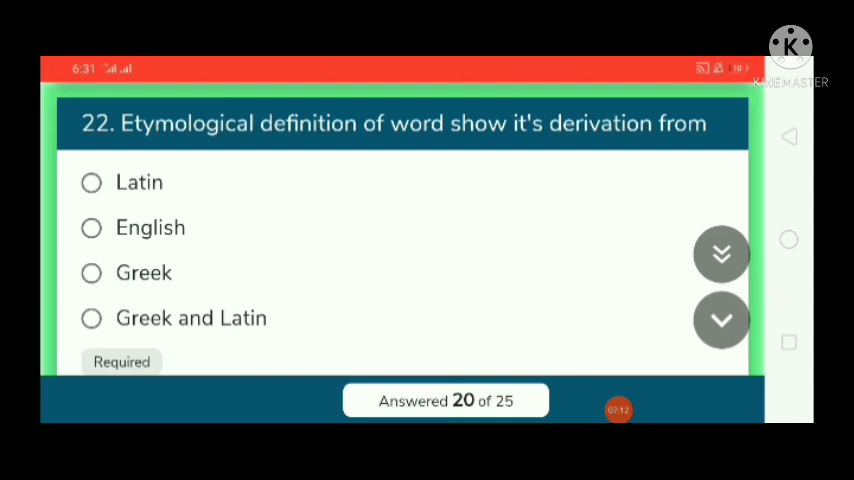 6:31
10
K
KINEMASTER
22. Etymological definition of word show it's derivation from
Latin
English
Greek
Greek and Latin
Required
Answered 20 of 25
07:12